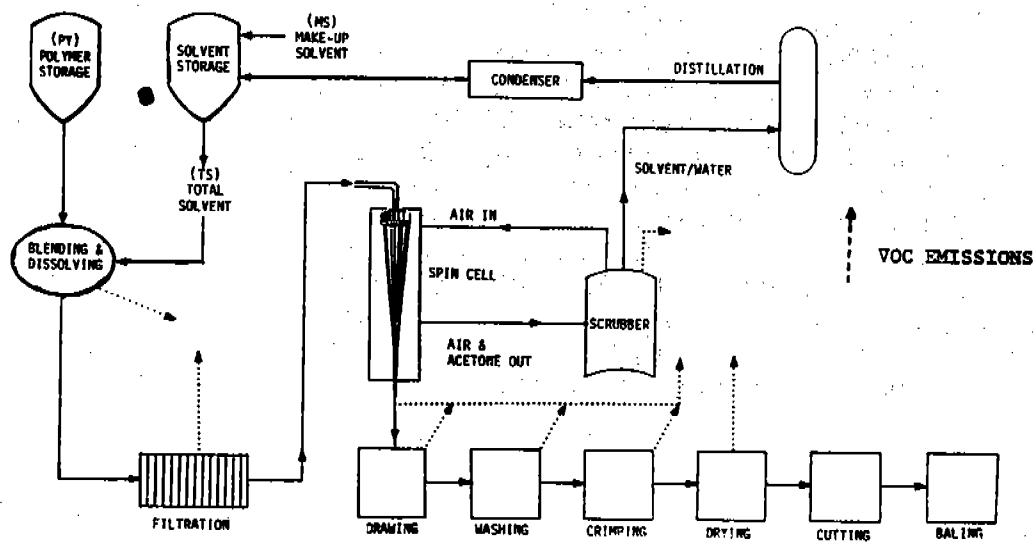 (PY)
POLYMER
STORAGE
SOLVENT
STORAGE
(MS)
MAKE-UP
SOLVENT
CONDENSER
DISTILLATION
SOLVENT/WATER
(TS)
TOTAL
SOLVENT
BLENDING &
DISSOLVING
AIR IN
SPIN CELL
AIR &
ACETONE OUT
SCRUBBER
VOC EMISSIONS
FILTRATION
DRAWING
WASHING
CRIMPING
DRYING
CUTTING
BALING